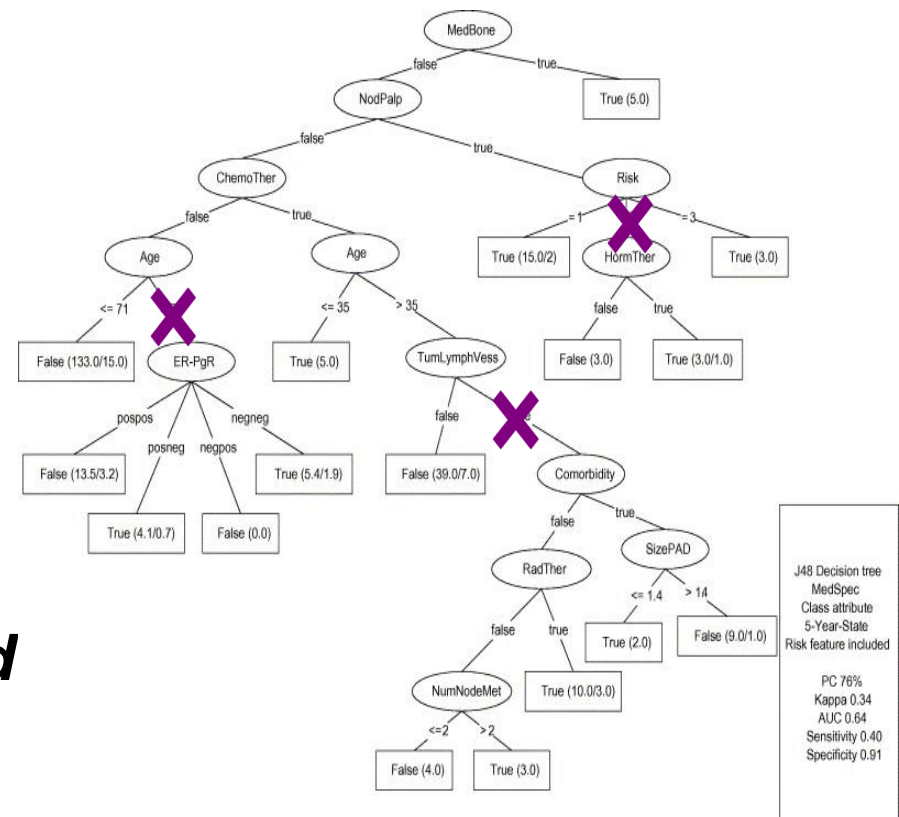 MedBone
false
true
NodPalp
True (5.0)
false
true
ChemoTher
Risk
false
true
= 1
= 3
Age
Age
True (15.0/2)
HormTher
True (3.0)
<= 71
<= 35
> 35
false
true
False (133.0/15.0)
ER-PgR
True (5.0)
TumLymphVess
False (3.0)
True (3.0/1.0)
pospos
posneg
negpos
negneg
false
False (13.5/3.2)
True (5.4/1.9)
False (39.0/7.0)
Comorbidity
True (4.1/0.7)
False (0.0)
false
true
RadTher
SizePAD
<= 1.4
> 14
false
true
True (2.0)
False (9.0/1.0)
NumNodeMet
True (10.0/3.0)
<=2
>2
False (4.0)
True (3.0)
d
J48 Decision tree
MedSpec
Class attribute
5-Year-State
Risk feature included
PC 76%
Kappa 0.34
AUC 0.64
Sensitivity 0.40
Specificity 0.91